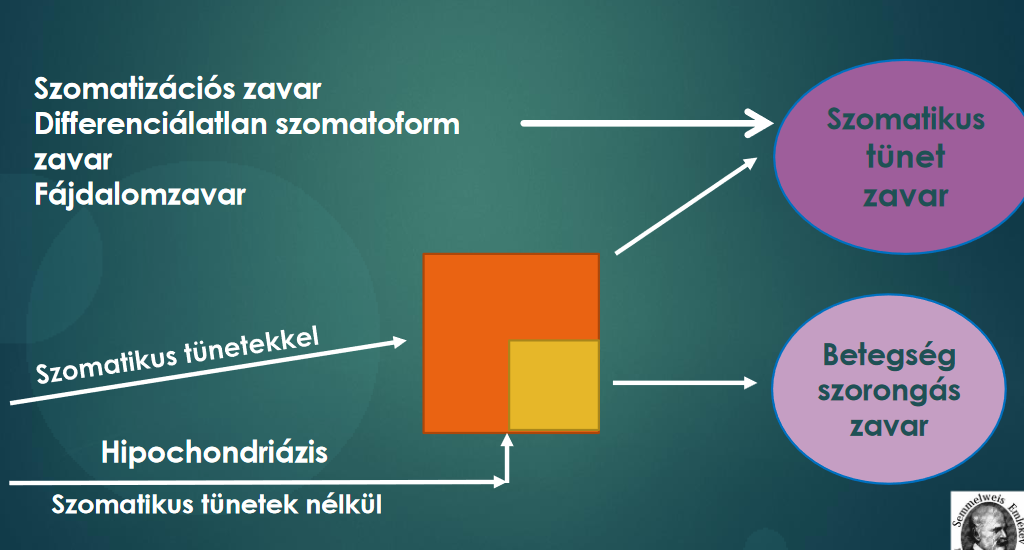 Szomatizációs zavar
Differenciálatlan szomatoform
zavar
Fájdalomzavar
Szomatikus
tünet
zavar
Szomatikus tünetekkel
Betegség
szorongás
zavar
Hipochondriázis
Szomatikus tünetek nélkül
Semmelweis